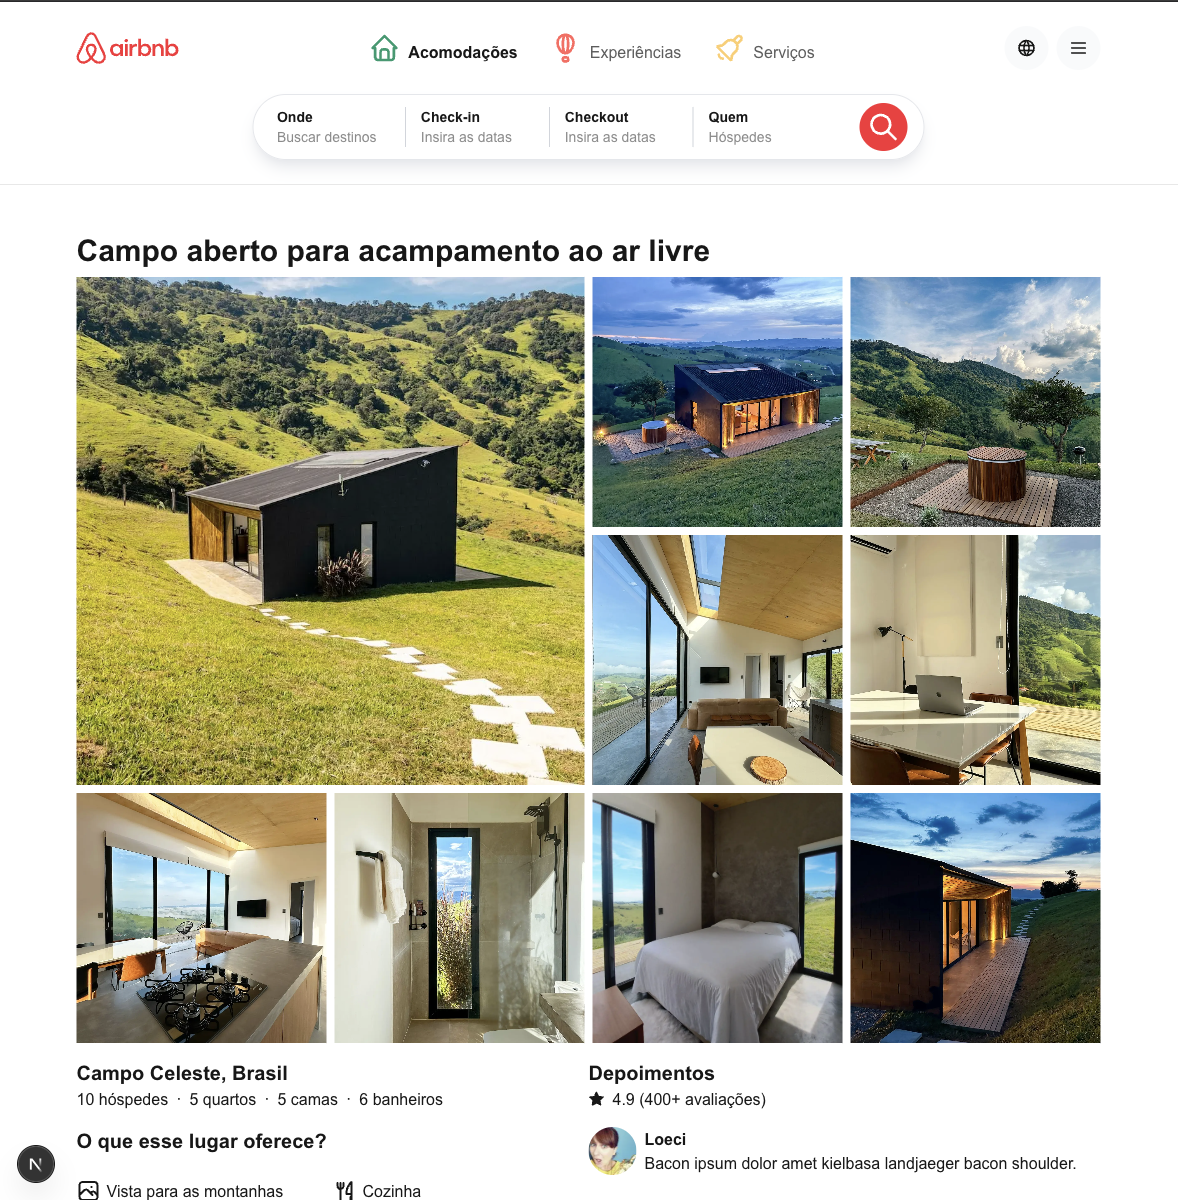 airbnb
Acomodações
Experiências
Serviços
Onde
Buscar destinos
Check-in
Insira as datas
Checkout
Insira as datas
Quem
Hóspedes
Campo aberto para acampamento ao ar livre
Campo Celeste, Brasil
10 hóspedes · 5 quartos · 5 camas · 6 banheiros
O que esse lugar oferece?
Vista para as montanhas
Cozinha
Depoimentos
4.9 (400+ avaliações)
Loeci
Bacon ipsum dolor amet kielbasa landjaeger bacon shoulder.
N